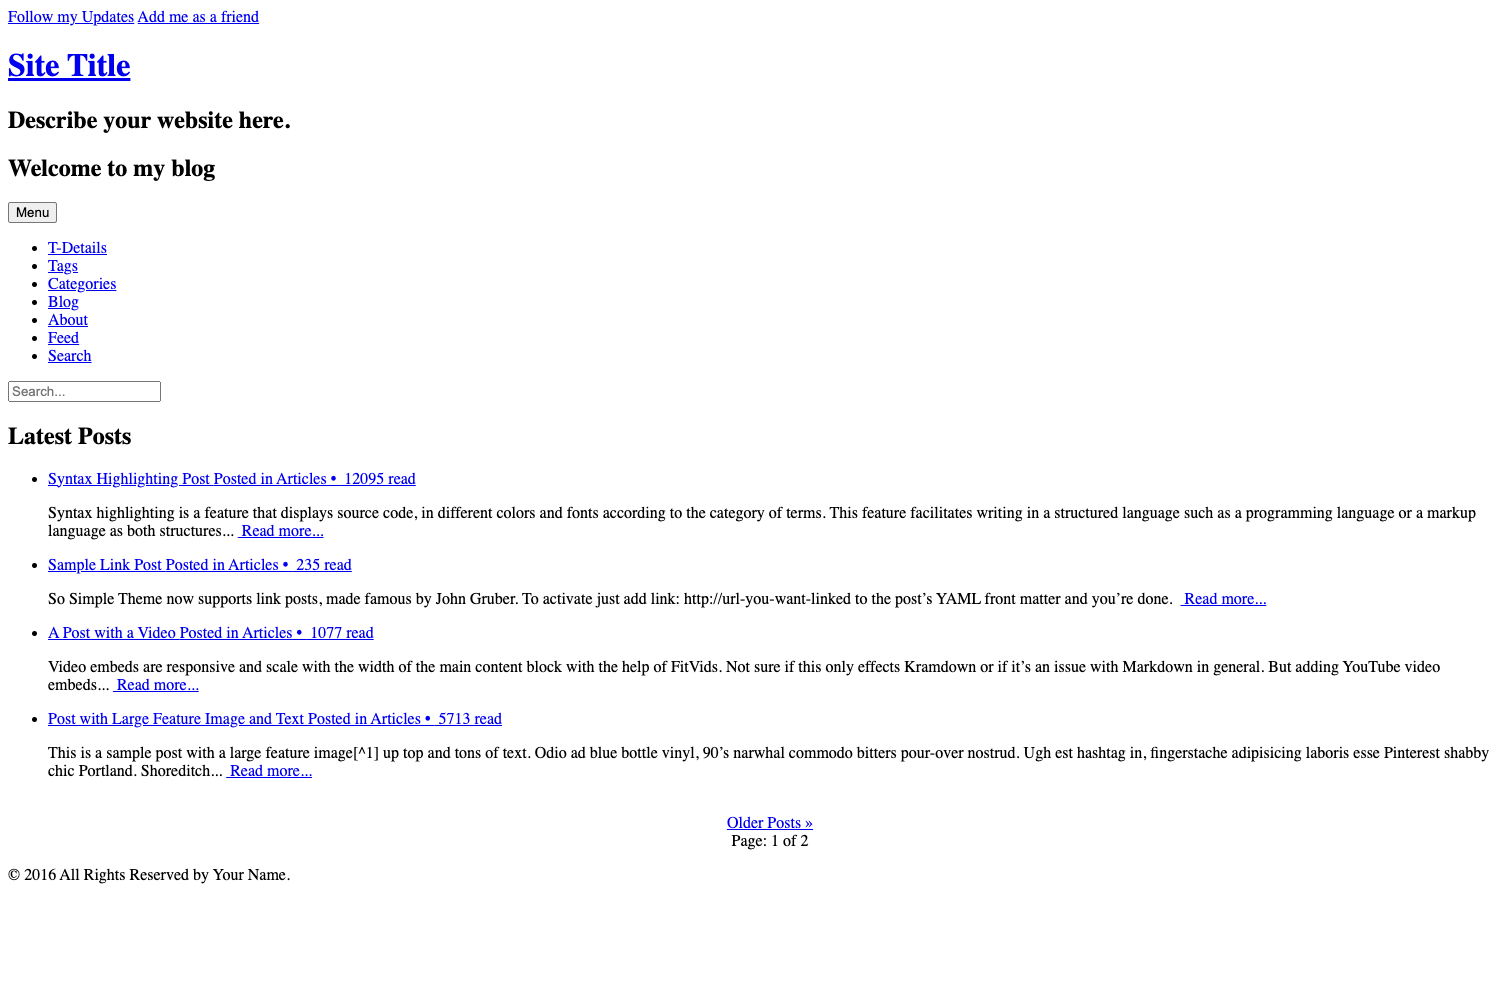 Follow my Updates Add me as a friend
Site Title
Describe your website here.
Welcome to my blog
Menu
• T-Details
• Tags
• Categories
• Blog
• About
• Feed
• Search
Search...
Latest Posts
• Syntax Highlighting Post Posted in Articles • 12095 read
Syntax highlighting is a feature that displays source code, in different colors and fonts according to the category of terms. This feature facilitates writing in a structured language such as a programming language or a markup
language as both structures... Read more...
• Sample Link Post Posted in Articles • 235 read
So Simple Theme now supports link posts, made famous by John Gruber. To activate just add link: http://url-you-want-linked to the post’s YAML front matter and you’re done. Read more...
• A Post with a Video Posted in Articles • 1077 read
Video embeds are responsive and scale with the width of the main content block with the help of FitVids. Not sure if this only effects Kramdown or if it’s an issue with Markdown in general. But adding YouTube video
embeds... Read more...
• Post with Large Feature Image and Text Posted in Articles • 5713 read
This is a sample post with a large feature image[^1] up top and tons of text. Odio ad blue bottle vinyl, 90’s narwhal commodo bitters pour-over nostrud. Ugh est hashtag in, fingerstache adipisicing laboris esse Pinterest shabby
chic Portland. Shoreditch... Read more...
Older Posts »
Page: 1 of 2
© 2016 All Rights Reserved by Your Name.